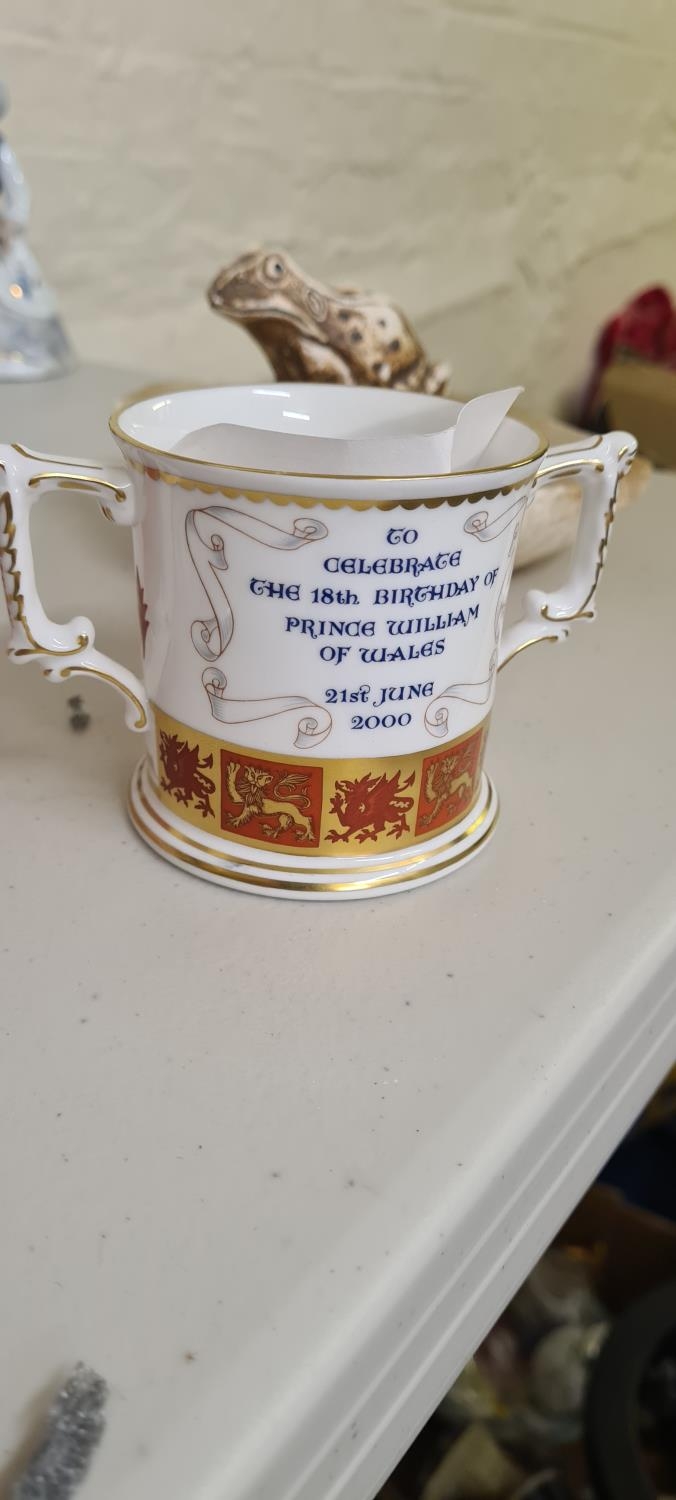 TO
CELEBRATE
THE 18th BIRTHDAY OF
PRINCE WILLIAM
OF WALES
21st JUNE
2000